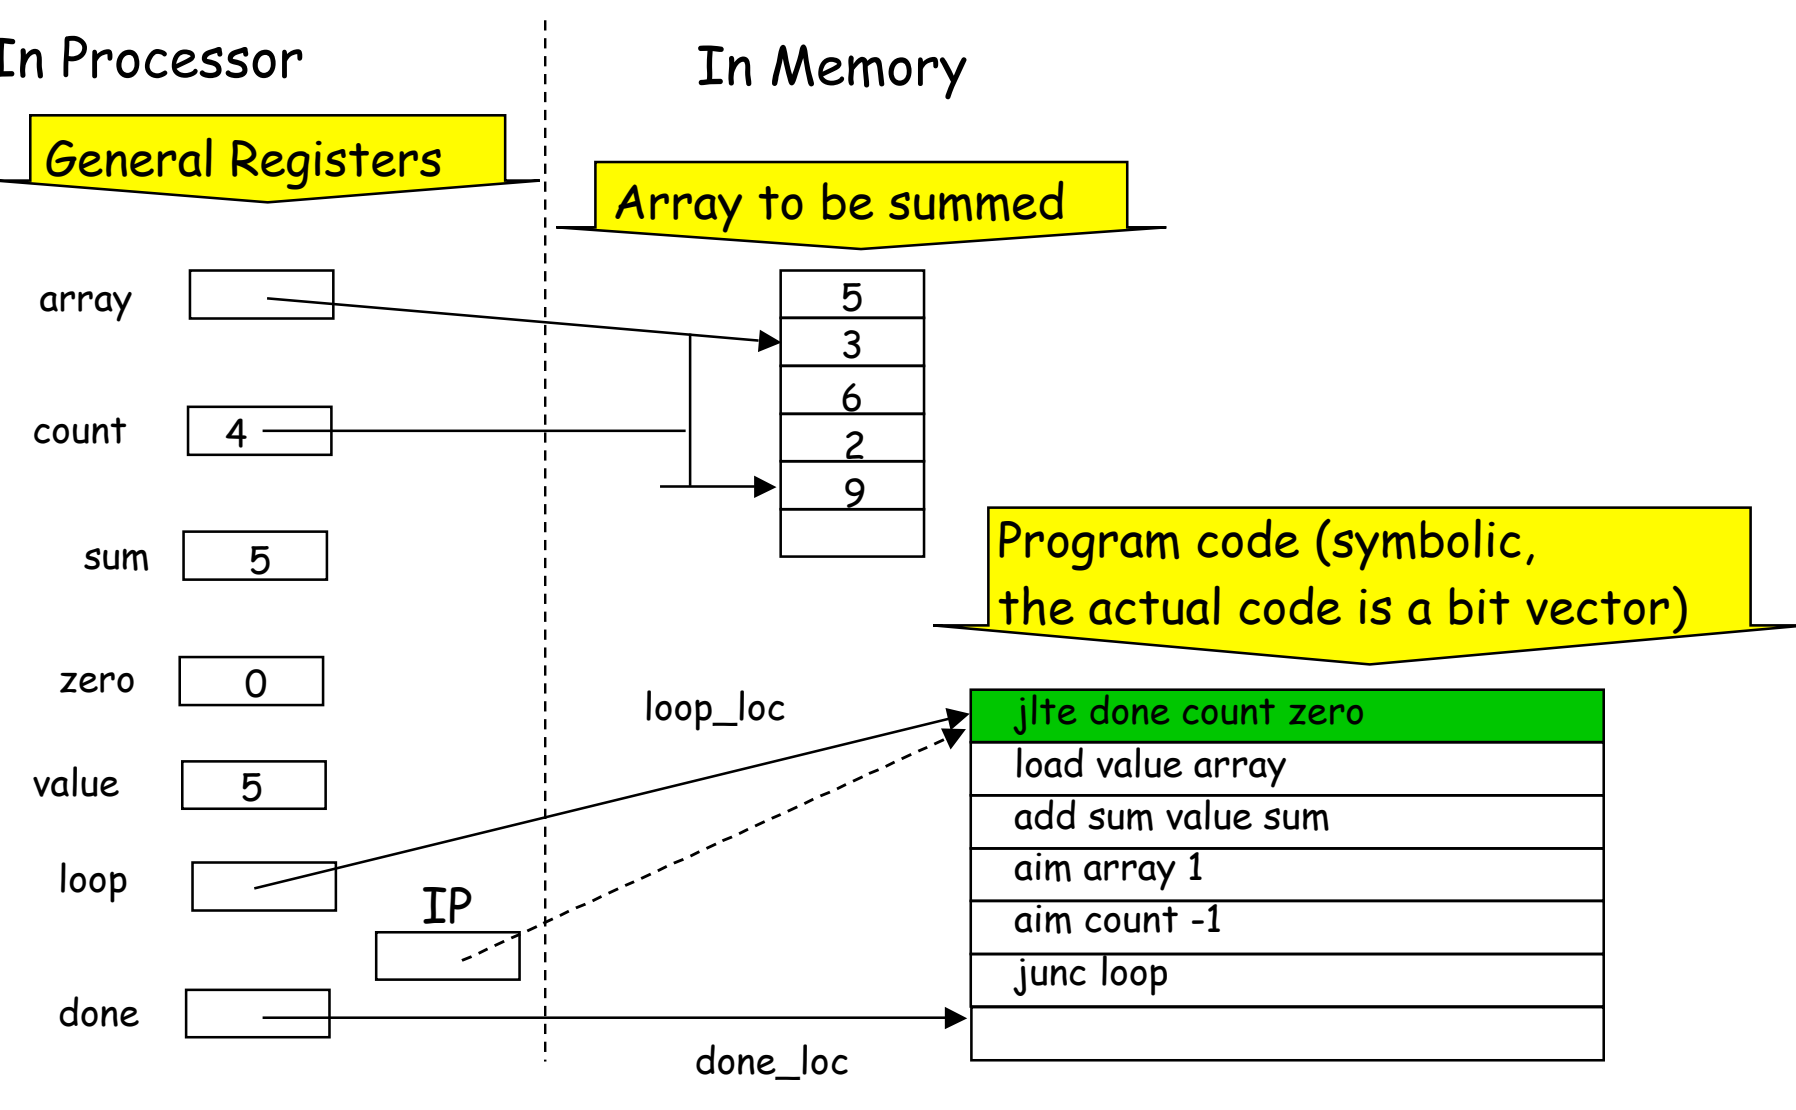 In Processor
In Memory
General Registers
Array to be summed
array
5
3
6
count
4
2
9
sum
5
Program code (symbolic,
the actual code is a bit vector)
zero
0
loop_loc
jlte done count zero
value
5
load value array
add sum value sum
loop
aim array 1
IP
aim count -1
junc loop
done
done_loc